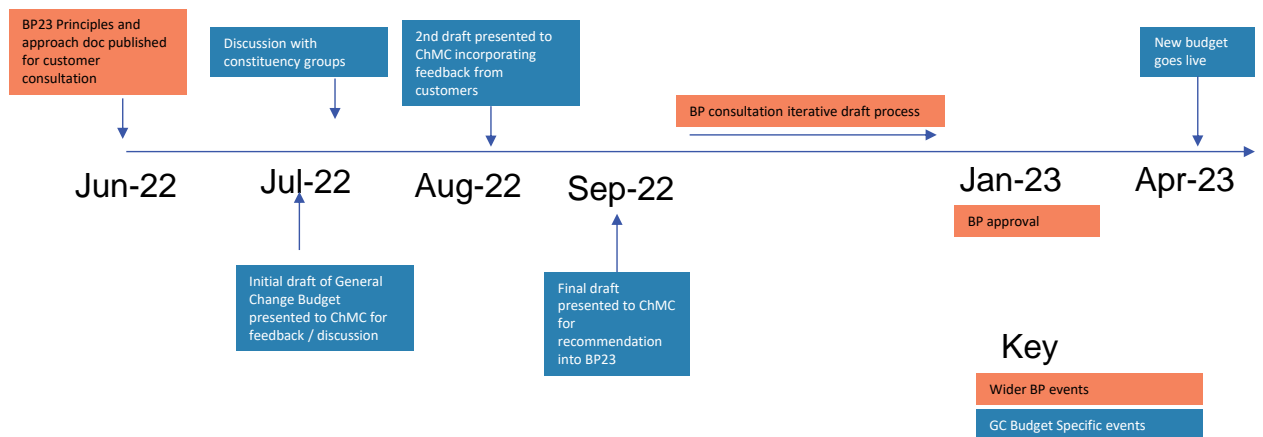 BP23 Principles and
approach doc published
for customer
consultation
Discussion with
constituency groups
2nd draft presented to
ChMC incorporating
feedback from
customers
BP consultation iterative draft process
New budget
goes live
Jun-22
Jul-22
Aug-22
Sep-22
Jan-23
Apr-23
BP approval
Initial draft of General
Change Budget
presented to ChMC for
feedback / discussion
Final draft
presented to ChMC
for
recommendation
into BP23
Key
Wider BP events
GC Budget Specific events